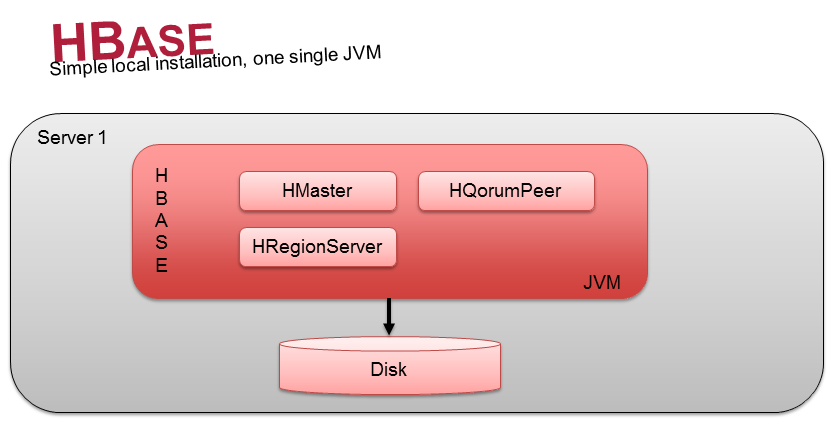 HBASE
Simple local installation, one single JVM
Server 1
H
B
A
S
E
HMaster
HQorumPeer
HRegionServer
JVM
Disk